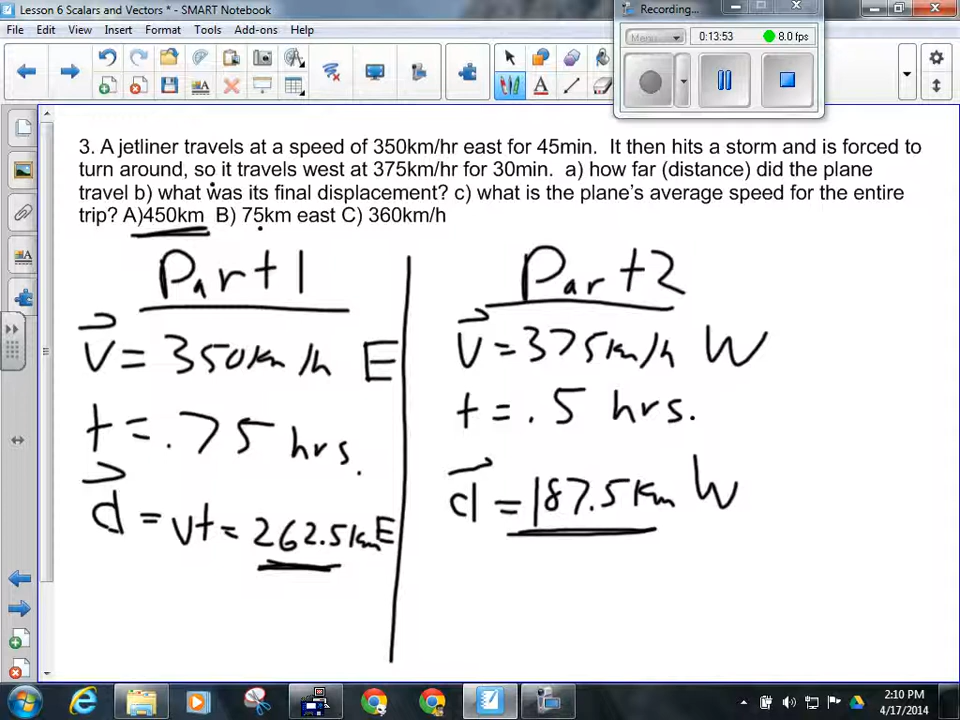 Lesson 6 Scalars and Vectors * - SMART Notebook
Recording...
File Edit View Insert Format Tools Add-ons Help
Menu
0:13:53
8.0 fps
3. A jetliner travels at a speed of 350km/hr east for 45min. It then hits a storm and is forced to
turn around, so it travels west at 375km/hr for 30min. a) how far (distance) did the plane
travel b) what was its final displacement? c) what is the plane's average speed for the entire
trip? A)450km B) 75km east C) 360km/h
Part 1
v = 350km/h E
t = .75 hrs.
d = vt = 262.5km E
Part 2
v = 375km/h W
t = .5 hrs.
d = 187.5km W
2:10 PM
4/17/2014